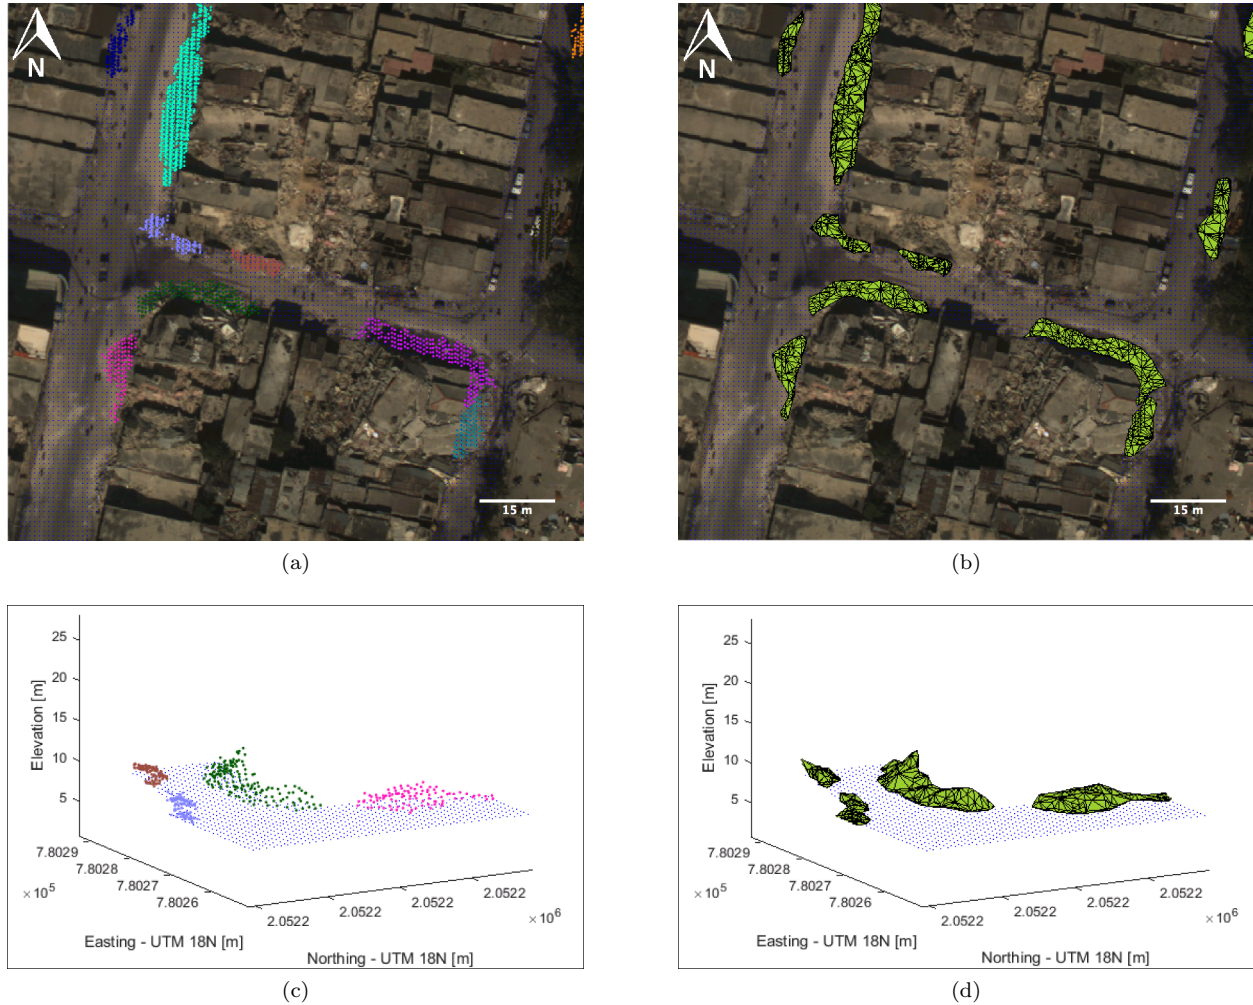 N
15 m
(a)
N
15 m
(b)
25
20
15
10
5
Elevation [m]
7.8029
7.8028
7.8027
7.8026
× 10⁵
2.0522
2.0522
2.0522
2.0522
× 10⁶
Easting - UTM 18N [m]
Northing - UTM 18N [m]
(c)
25
20
15
10
5
Elevation [m]
7.8029
7.8028
7.8027
7.8026
× 10⁵
2.0522
2.0522
2.0522
2.0522
× 10⁶
Easting - UTM 18N [m]
Northing - UTM 18N [m]
(d)